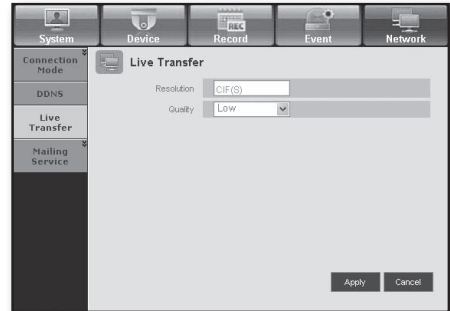 System Device Record Event Network
REC
Connection
Mode
DDNS
Live
Transfer
Mailing
Service
Live Transfer
Resolution CIF(S)
Quality Low
Apply Cancel